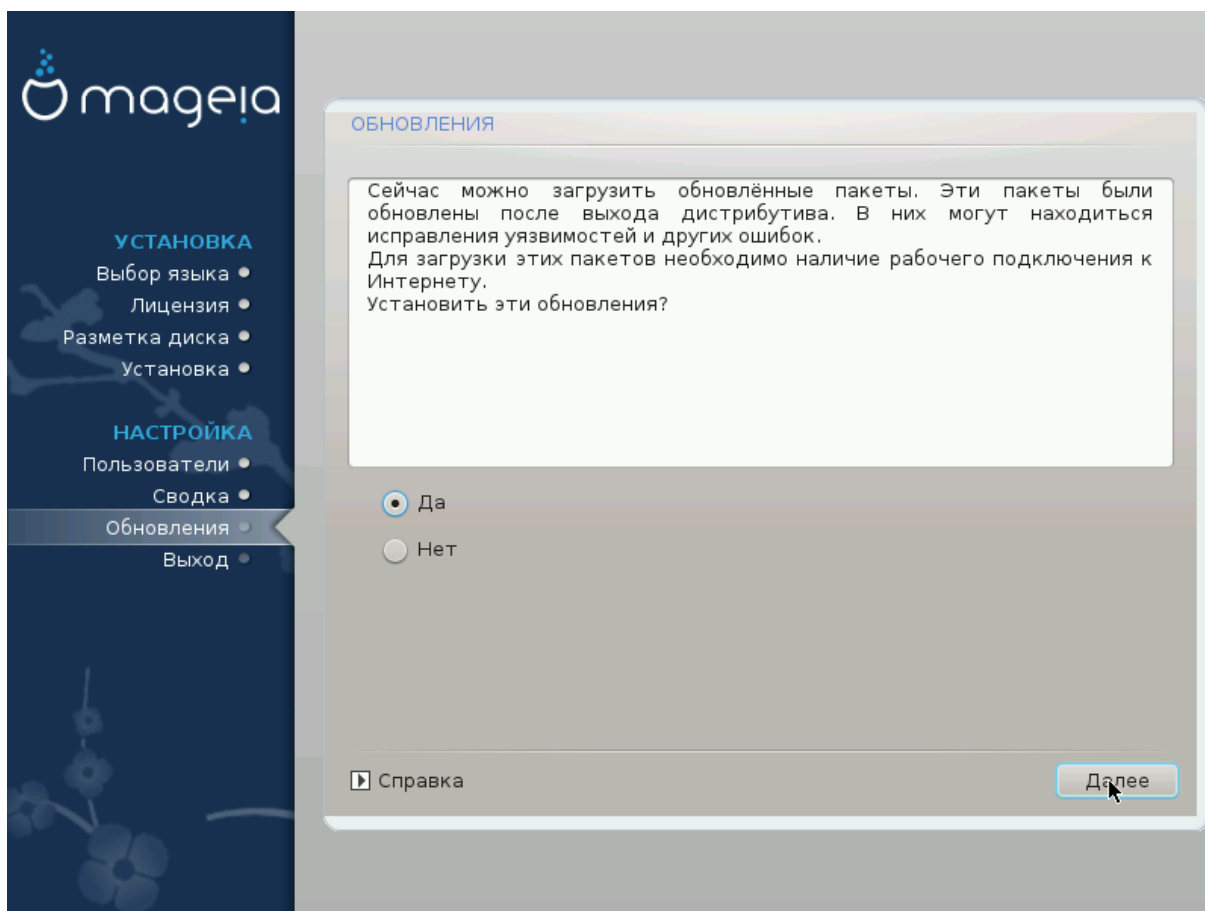 mageia
УСТАНОВКА
Выбор языка
Лицензия
Разметка диска
Установка
НАСТРОЙКА
Пользователи
Сводка
Обновления
Выход
ОБНОВЛЕНИЯ
Сейчас можно загрузить обновлённые пакеты. Эти пакеты были
обновлены после выхода дистрибутива. В них могут находиться
исправления уязвимостей и других ошибок.
Для загрузки этих пакетов необходимо наличие рабочего подключения к
Интернету.
Установить эти обновления?
Да
Нет
Справка
Далее